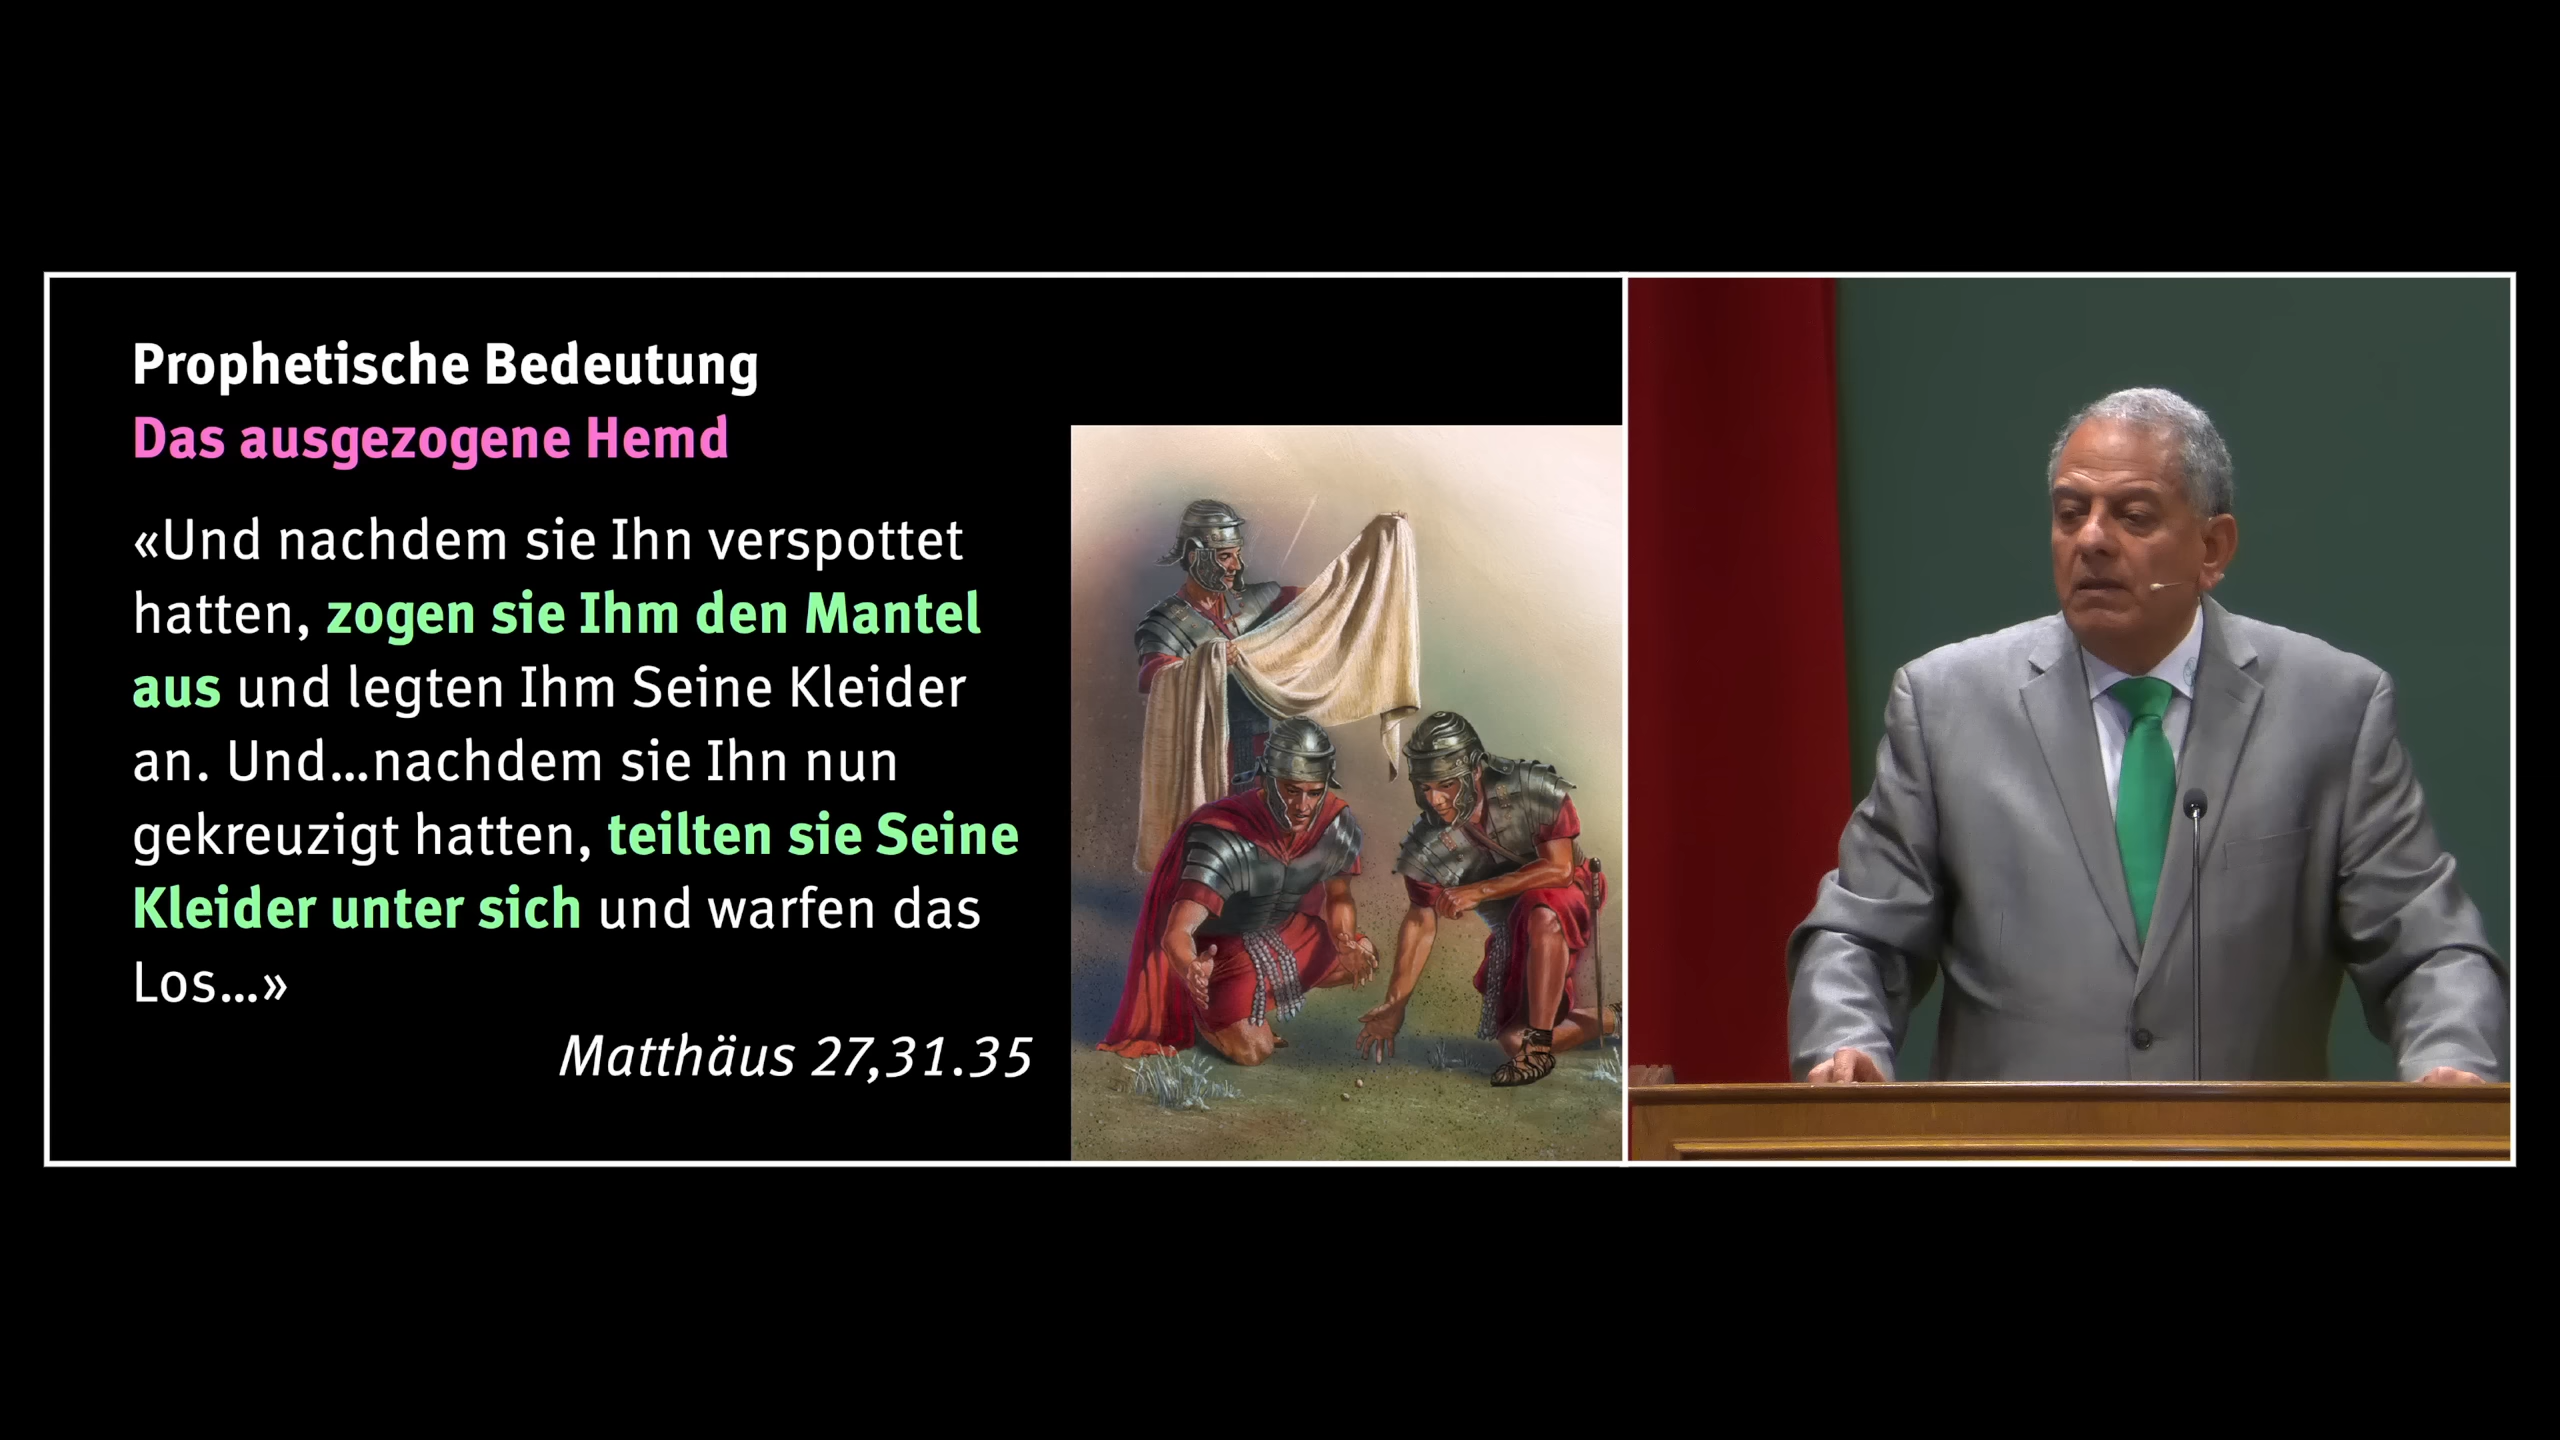 Prophetische Bedeutung
Das ausgezogene Hemd
«Und nachdem sie Ihn verspottet
hatten, zogen sie Ihm den Mantel
aus und legten Ihm Seine Kleider
an. Und...nachdem sie Ihn nun
gekreuzigt hatten, teilten sie Seine
Kleider unter sich und warfen das
Los...»
Matthäus 27,31.35